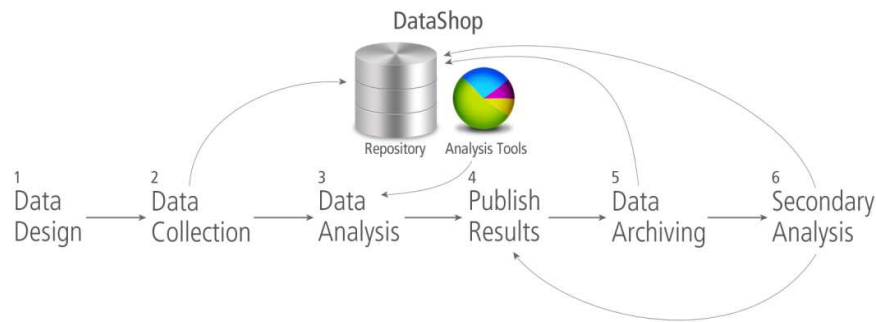 DataShop
Repository
Analysis Tools
1
Data
Design
2
Data
Collection
3
Data
Analysis
4
Publish
Results
5
Data
Archiving
6
Secondary
Analysis